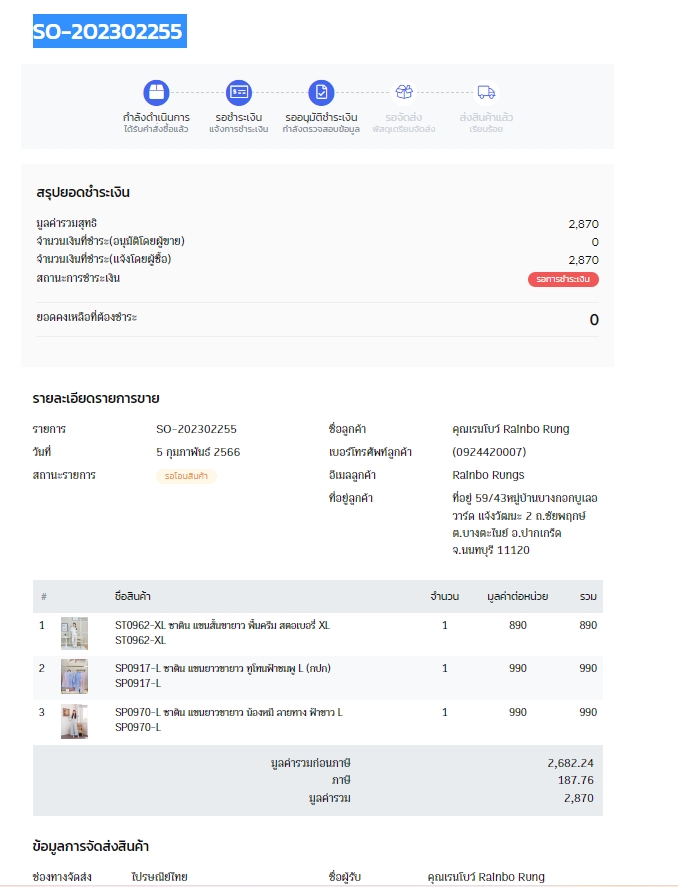 SO-202302255
กำลังดำเนินการ รอชำระเงิน รออนุมัติชำระเงิน รอจัดส่ง ส่งสินค้าแล้ว
ได้รับคำสั่งซื้อแล้ว แจ้งการชำระเงิน กำลังตรวจสอบข้อมูล พัสดุเตรียมจัดส่ง เรียบร้อย
สรุปยอดชำระเงิน
มูลค่ารวมสุทธิ 2,870
จำนวนเงินที่ชำระ(อนุมัติโดยผู้ขาย) 0
จำนวนเงินที่ชำระ(แจ้งโดยผู้ซื้อ) 2,870
สถานะการชำระเงิน รอการชำระเงิน
ยอดคงเหลือที่ต้องชำระ 0
รายละเอียดรายการขาย
รายการ SO-202302255 ชื่อลูกค้า คุณเรนโบว์ Rainbo Rung
วันที่ 5 กุมภาพันธ์ 2566 เบอร์โทรศัพท์ลูกค้า (0924420007)
สถานะรายการ รอโอนสินค้า อีเมลลูกค้า Rainbo Rungs
ที่อยู่ลูกค้า ที่อยู่ 59/43หมู่บ้านบางกอกบูเลอ
วาร์ด แจ้งวัฒนะ 2 ถ.ชัยพฤกษ์
ต.บางตะไนย์ อ.ปากเกร็ด
จ.นนทบุรี 11120
# ชื่อสินค้า จำนวน มูลค่าต่อหน่วย รวม
1 ST0962-XL ซาติน แขนสั้นขายาว พื้นครีม สตอเบอรี่ XL 1 890 890
ST0962-XL
2 SP0917-L ซาติน แขนยาวขายาว ทูโทนฟ้าชมพู L (กปก) 1 990 990
SP0917-L
3 SP0970-L ซาติน แขนยาวขายาว น้องหมี ลายทาง ฟ้าขาว L 1 990 990
SP0970-L
มูลค่ารวมก่อนภาษี 2,682.24
ภาษี 187.76
มูลค่ารวม 2,870
ข้อมูลการจัดส่งสินค้า
ช่องทางจัดส่ง ไปรษณีย์ไทย ชื่อผู้รับ คุณเรนโบว์ Rainbo Rung